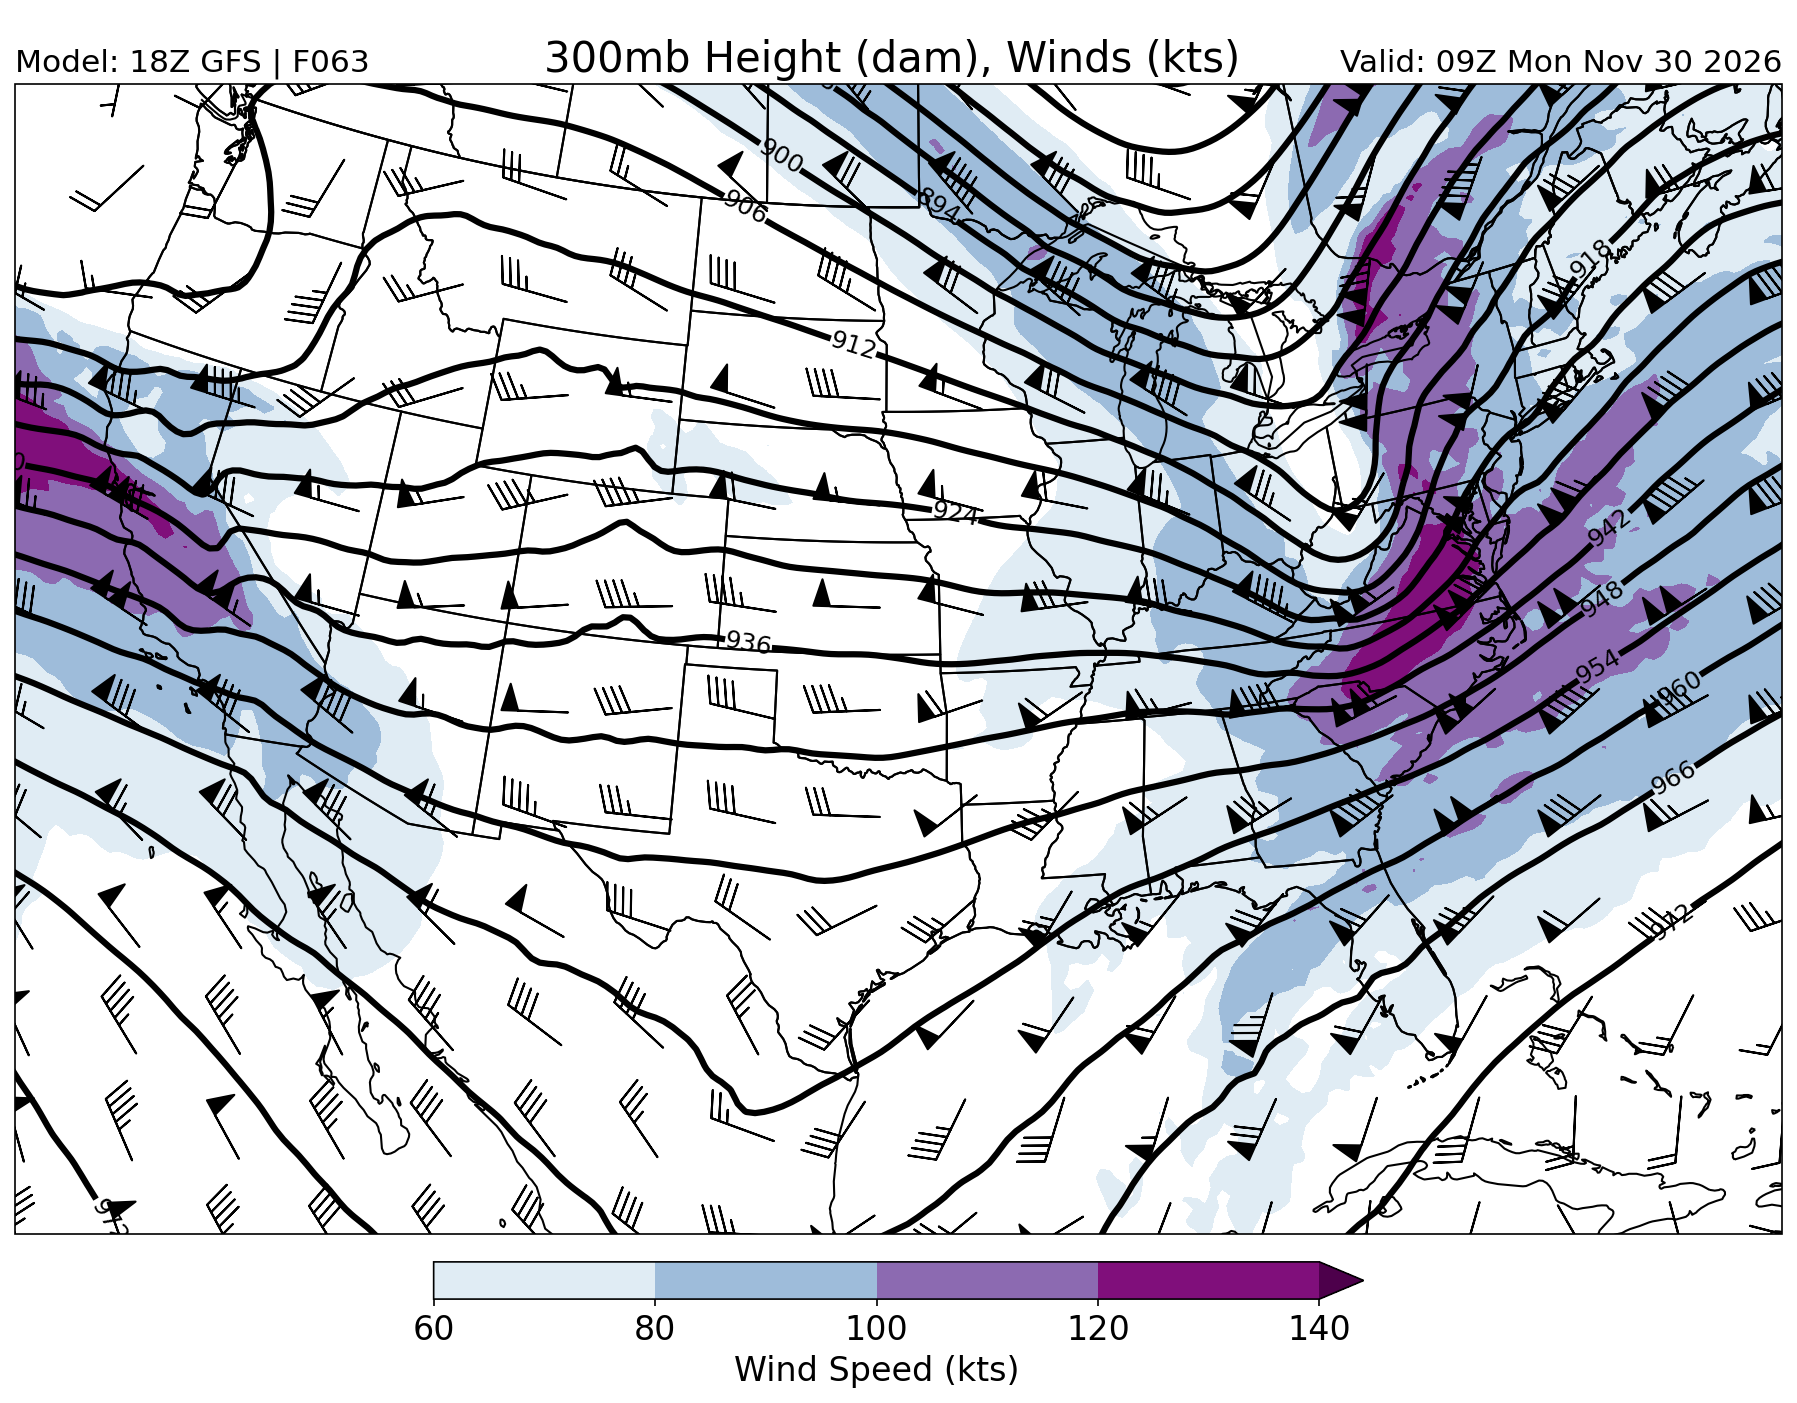 Model: 18Z GFS | F063
300mb Height (dam), Winds (kts)
Valid: 09Z Mon Nov 30 2026
900
906
894
918
912
924
942
948
936
954
960
966
972
60 80 100 120 140
Wind Speed (kts)